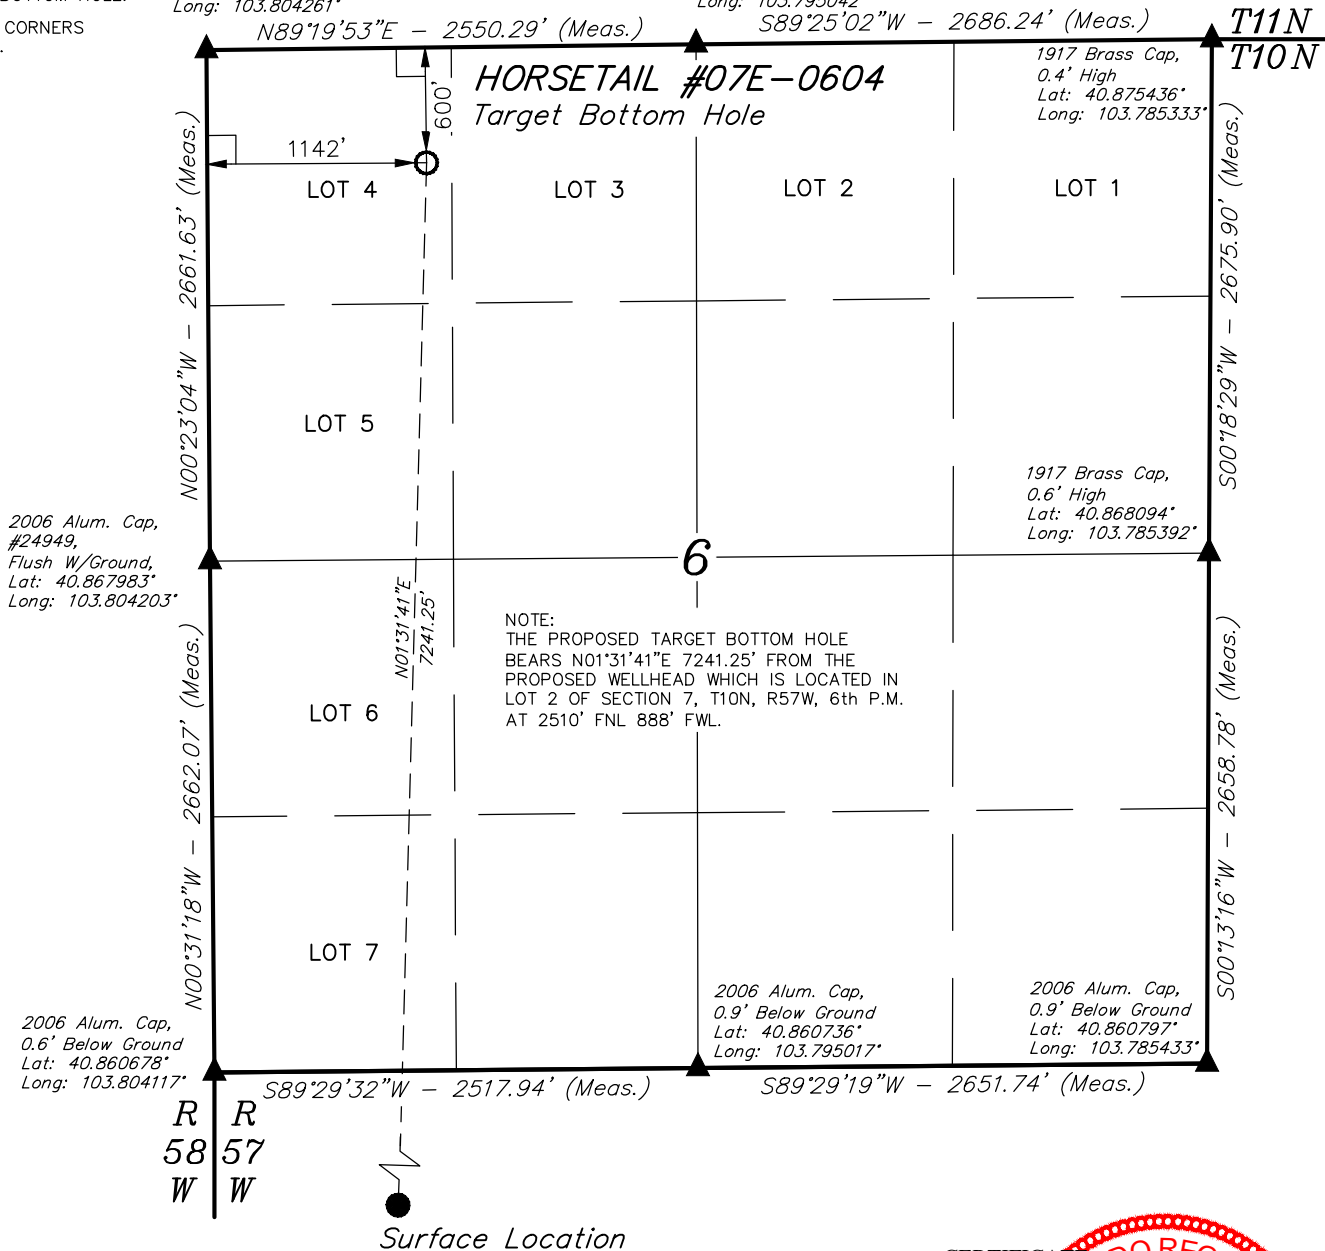 BOTTOM HOLE.
CORNERS
Long: 103.804261°
Long: 103.795042°
N89°19'53"E - 2550.29' (Meas.)
S89°25'02"W - 2686.24' (Meas.)
T11N
T10N
HORSETAIL #07E-0604
Target Bottom Hole
1917 Brass Cap,
0.4' High
Lat: 40.875436°
Long: 103.785333°
600'
1142'
LOT 4
LOT 3
LOT 2
LOT 1
N00°23'04"W - 2661.63' (Meas.)
S00°18'29"W - 2675.90' (Meas.)
LOT 5
1917 Brass Cap,
0.6' High
Lat: 40.868094°
Long: 103.785392°
2006 Alum. Cap,
#24949,
Flush W/Ground,
Lat: 40.867983°
Long: 103.804203°
6
N01°31'41"E
7241.25'
NOTE:
THE PROPOSED TARGET BOTTOM HOLE
BEARS N01°31'41"E 7241.25' FROM THE
PROPOSED WELLHEAD WHICH IS LOCATED IN
LOT 2 OF SECTION 7, T10N, R57W, 6th P.M.
AT 2510' FNL 888' FWL.
LOT 6
N00°31'18"W - 2662.07' (Meas.)
S00°13'16"W - 2658.78' (Meas.)
LOT 7
2006 Alum. Cap,
0.9' Below Ground
Lat: 40.860736°
Long: 103.795017°
2006 Alum. Cap,
0.9' Below Ground
Lat: 40.860797°
Long: 103.785433°
2006 Alum. Cap,
0.6' Below Ground
Lat: 40.860678°
Long: 103.804117°
S89°29'32"W - 2517.94' (Meas.)
S89°29'19"W - 2651.74' (Meas.)
R R
58 57
W W
Surface Location